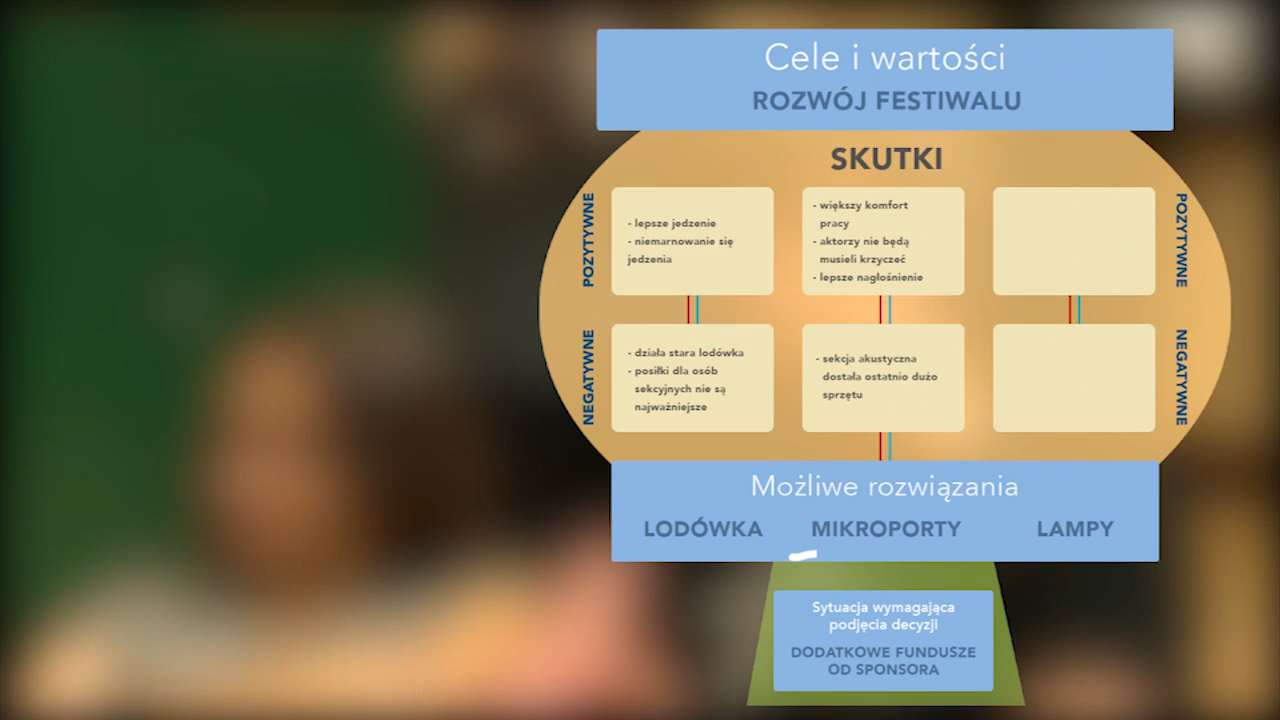 Cele i wartości
ROZWÓJ FESTIWALU
SKUTKI
POZYTYWNE
- lepsze jedzenie
- niemarnowanie się
jedzenia
- większy komfort
pracy
- aktorzy nie będą
musieli krzyczeć
- lepsze nagłośnienie
POZYTYWNE
NEGATYWNE
- działa stara lodówka
- posiłki dla osób
sekcyjnych nie są
najważniejsze
- sekcja akustyczna
dostała ostatnio dużo
sprzętu
NEGATYWNE
Możliwe rozwiązania
LODÓWKA MIKROPORTY LAMPY
Sytuacja wymagająca
podjęcia decyzji
DODATKOWE FUNDUSZE
OD SPONSORA